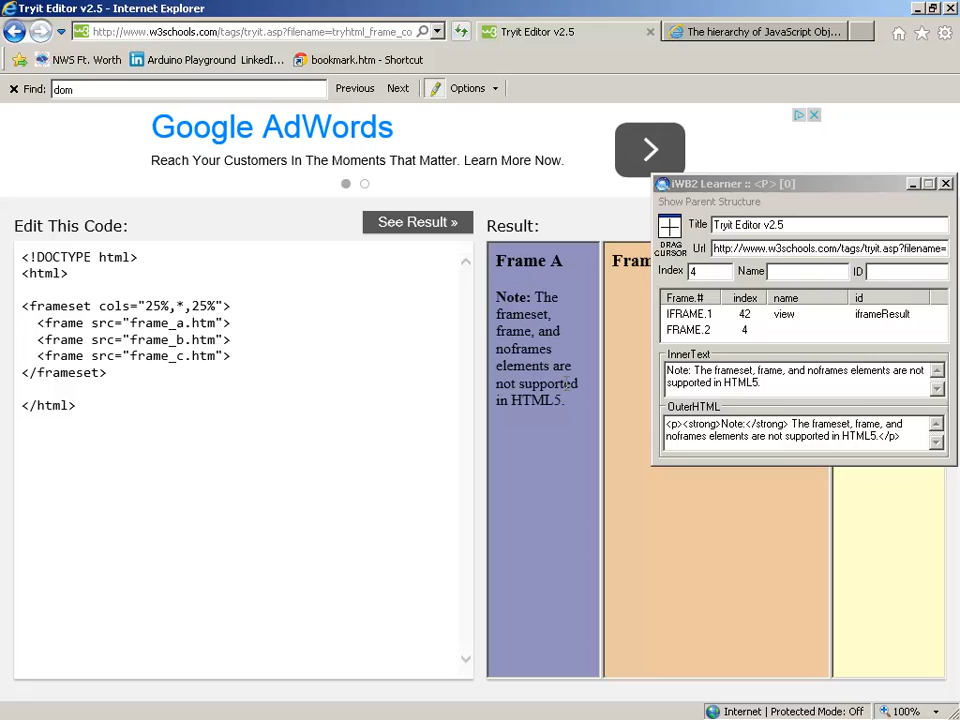 Tryit Editor v2.5 - Internet Explorer
http://www.w3schools.com/tags/tryit.asp?filename=tryhtml_frame_co
Tryit Editor v2.5
The hierarchy of JavaScript Obj...
NWS Ft. Worth
Arduino Playground LinkedI...
bookmark.htm - Shortcut
Find: dom
Previous
Next
Options
Google AdWords
Reach Your Customers In The Moments That Matter. Learn More Now.
Edit This Code:
See Result »
Result:
<!DOCTYPE html>
<html>
<frameset cols="25%,*,25%">
<frame src="frame_a.htm">
<frame src="frame_b.htm">
<frame src="frame_c.htm">
</frameset>
</html>
Frame A
Note: The
frameset,
frame, and
noframes
elements are
not supported
in HTML5.
Fram
iWB2 Learner :: <P> [0]
Show Parent Structure
DRAG
CURSOR
Title Tryit Editor v2.5
Url http://www.w3schools.com/tags/tryit.asp?filename=
Index 4 Name ID
Frame.# index name id
IFRAME.1 42 view iframeResult
FRAME.2 4
InnerText
Note: The frameset, frame, and noframes elements are not
supported in HTML5.
OuterHTML
<p><strong>Note:</strong> The frameset, frame, and
noframes elements are not supported in HTML5.</p>
Internet | Protected Mode: Off
100%